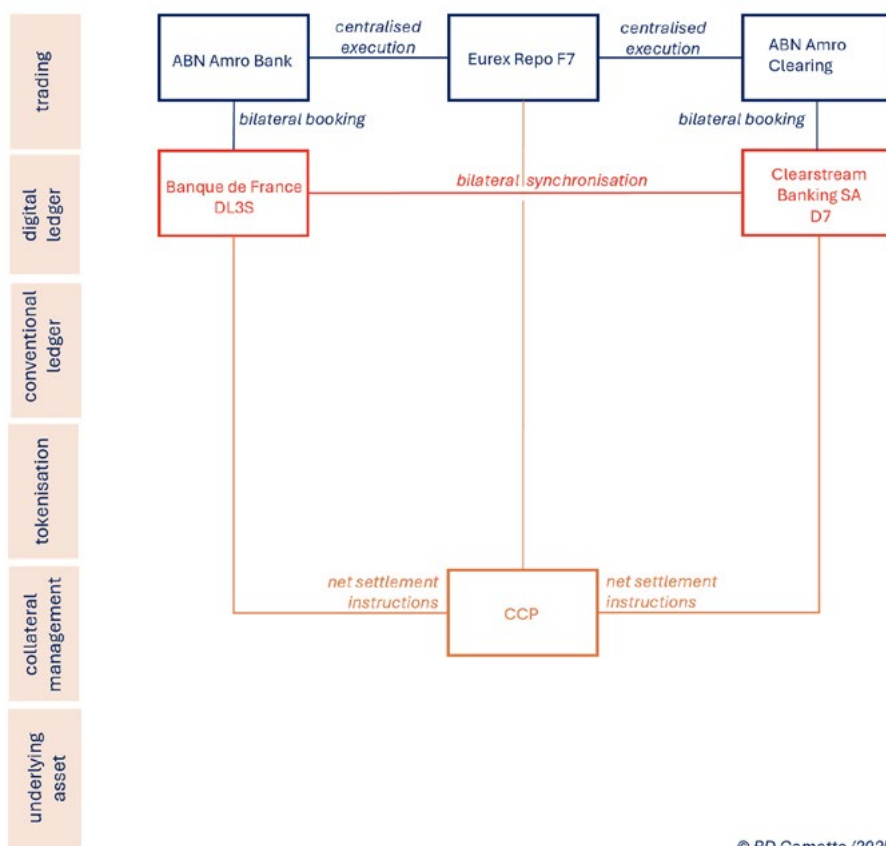 trading
digital
ledger
conventional
ledger
tokenisation
collateral
management
underlying
asset
ABN Amro Bank
centralised
execution
Eurex Repo F7
centralised
execution
ABN Amro
Clearing
bilateral booking
bilateral booking
Banque de France
DL3S
bilateral synchronisation
Clearstream
Banking SA
D7
net settlement
instructions
CCP
net settlement
instructions